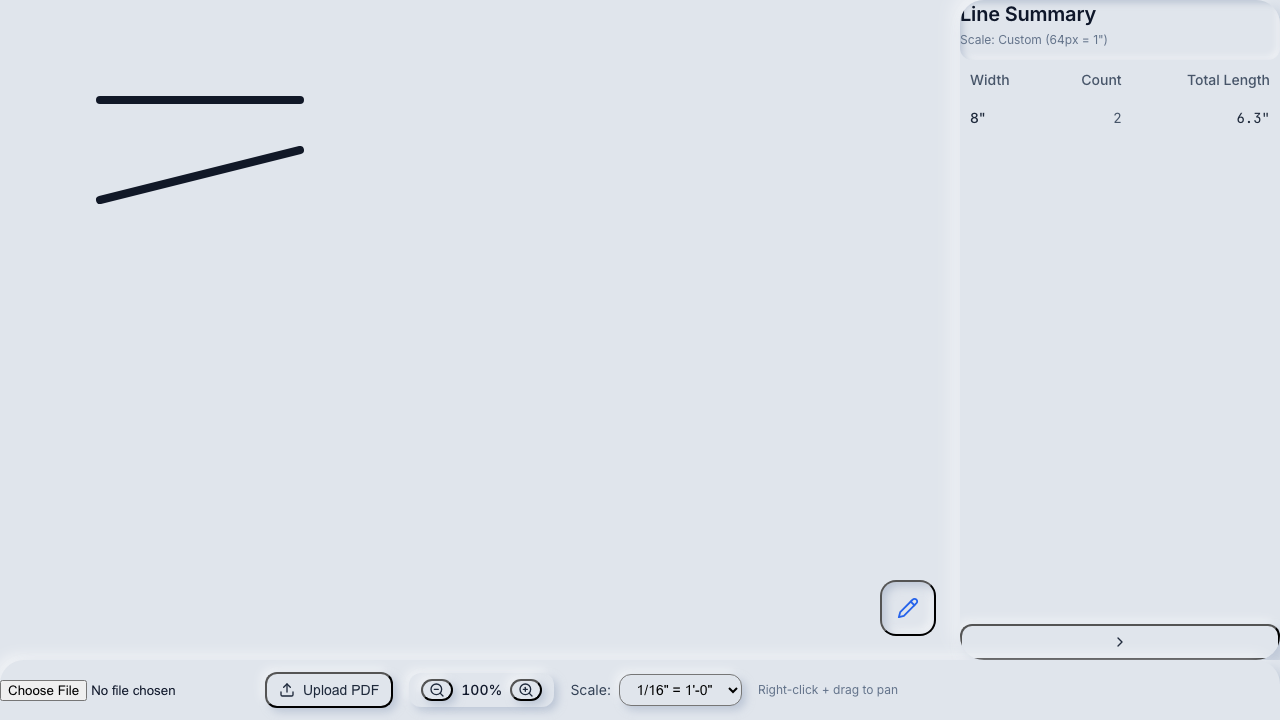 Line Summary
Scale: Custom (64px = 1")
Width Count Total Length
8" 2 6.3"
Choose File No file chosen Upload PDF 100% Scale: 1/16" = 1'-0" Right-click + drag to pan